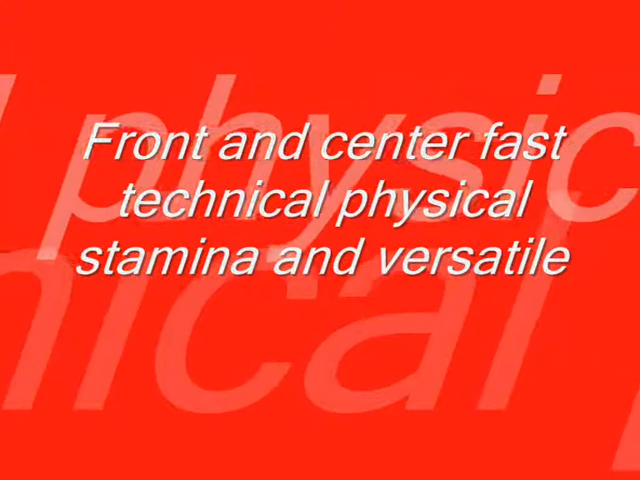 Front and center fast
technical physical
stamina and versatile